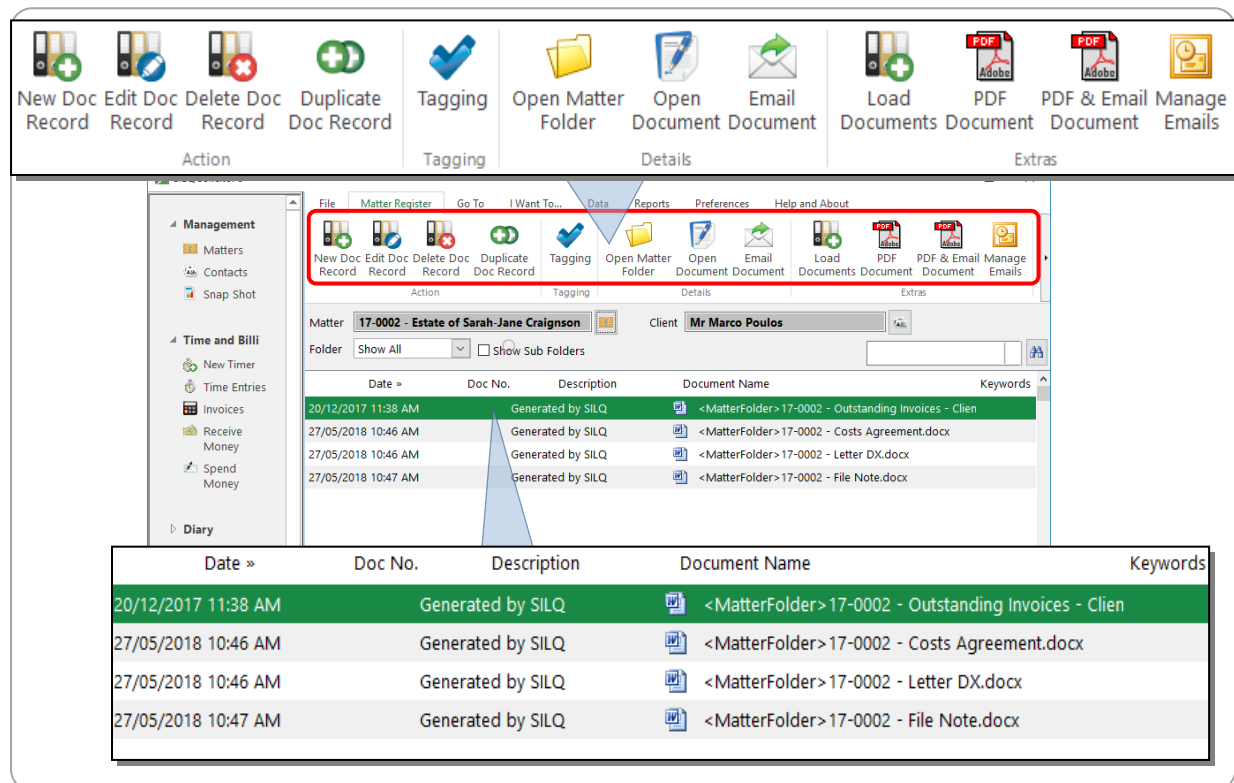 New Doc Record Edit Doc Record Delete Doc Record Duplicate Doc Record Tagging Open Matter Folder Open Document Email Document Load Documents PDF Document PDF & Email Document Manage Emails
Action Tagging Details Extras
File Matter Register Go To I Want To... Data Reports Preferences Help and About
New Doc Record Edit Doc Record Delete Doc Record Duplicate Doc Record Tagging Open Matter Folder Open Document Email Document Load Documents PDF Document PDF & Email Document Manage Emails
Action Tagging Details Extras
Management
Matters
Contacts
Snap Shot
Time and Billi
New Timer
Time Entries
Invoices
Receive
Money
Spend
Money
Diary
Matter 17-0002 - Estate of Sarah-Jane Craignson Client Mr Marco Poulos
Folder Show All Show Sub Folders
Date » Doc No. Description Document Name Keywords
20/12/2017 11:38 AM Generated by SILQ <MatterFolder>17-0002 - Outstanding Invoices - Clien
27/05/2018 10:46 AM Generated by SILQ <MatterFolder>17-0002 - Costs Agreement.docx
27/05/2018 10:46 AM Generated by SILQ <MatterFolder>17-0002 - Letter DX.docx
27/05/2018 10:47 AM Generated by SILQ <MatterFolder>17-0002 - File Note.docx
Date » Doc No. Description Document Name Keywords
20/12/2017 11:38 AM Generated by SILQ <MatterFolder>17-0002 - Outstanding Invoices - Clien
27/05/2018 10:46 AM Generated by SILQ <MatterFolder>17-0002 - Costs Agreement.docx
27/05/2018 10:46 AM Generated by SILQ <MatterFolder>17-0002 - Letter DX.docx
27/05/2018 10:47 AM Generated by SILQ <MatterFolder>17-0002 - File Note.docx